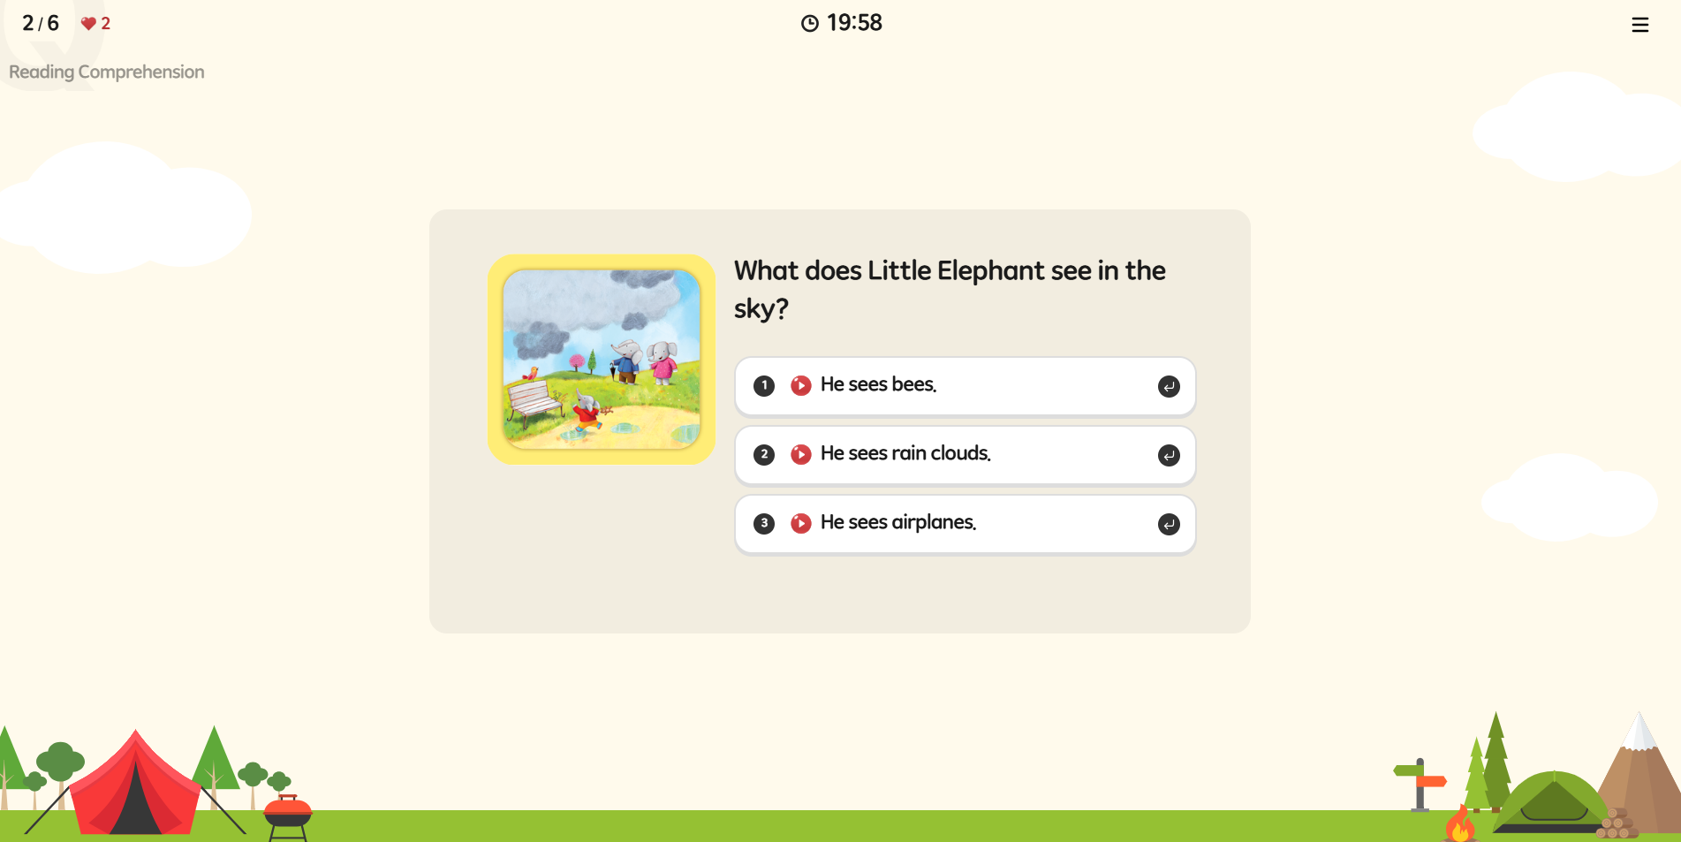 2 / 6 2 19:58
Reading Comprehension
What does Little Elephant see in the
sky?
1 He sees bees.
2 He sees rain clouds.
3 He sees airplanes.